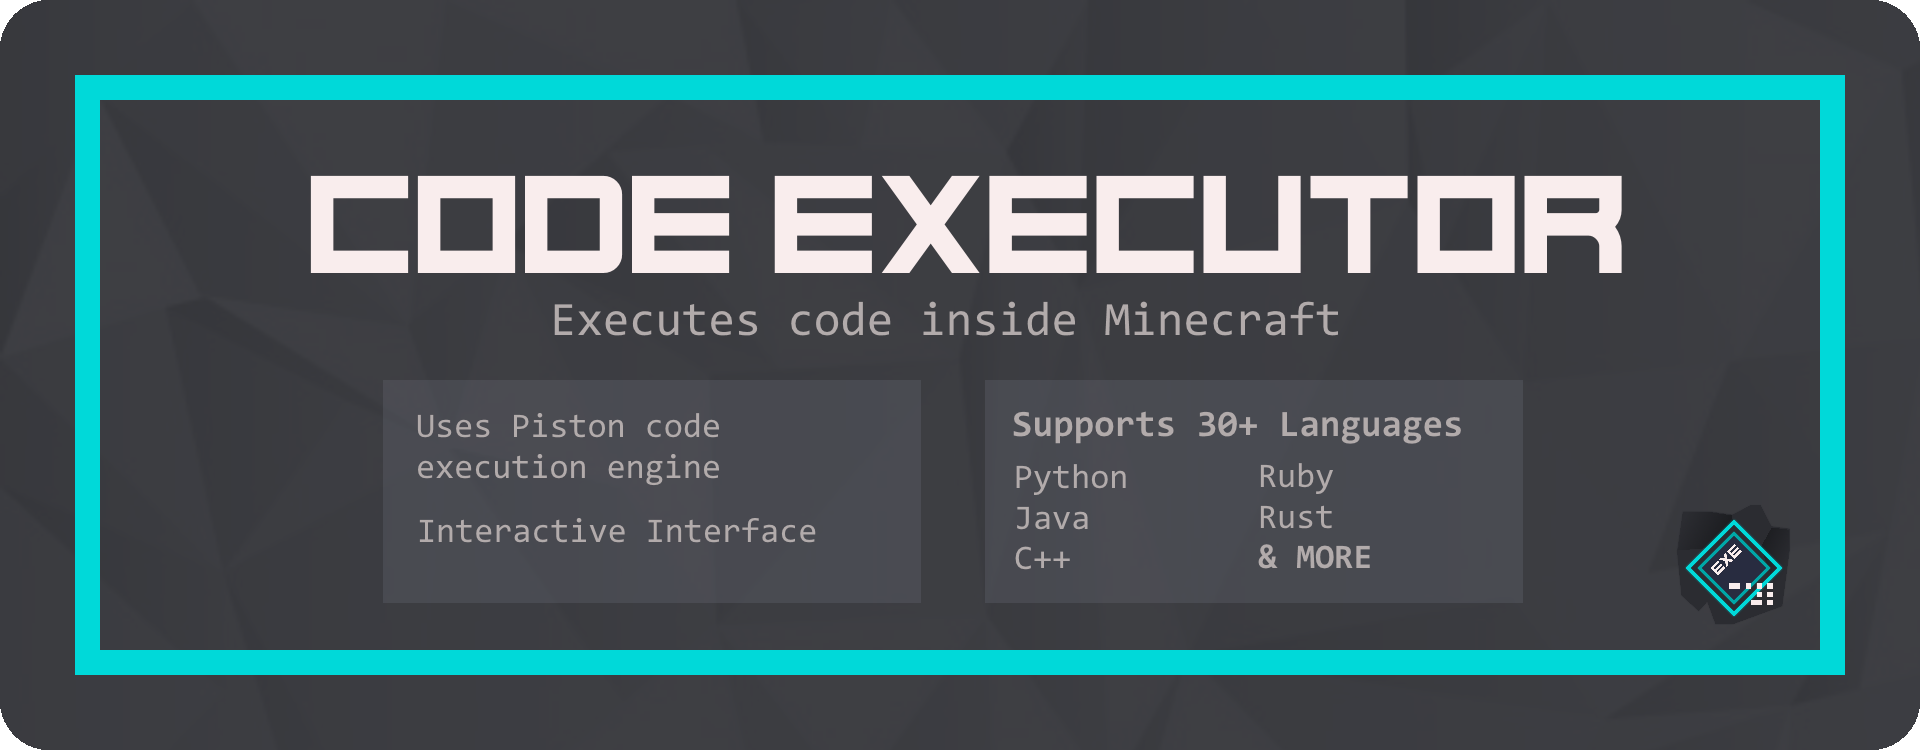 CODE EXECUTOR
Executes code inside Minecraft
Uses Piston code
execution engine
Interactive Interface
Supports 30+ Languages
Python
Java
C++
Ruby
Rust
& MORE
EXE